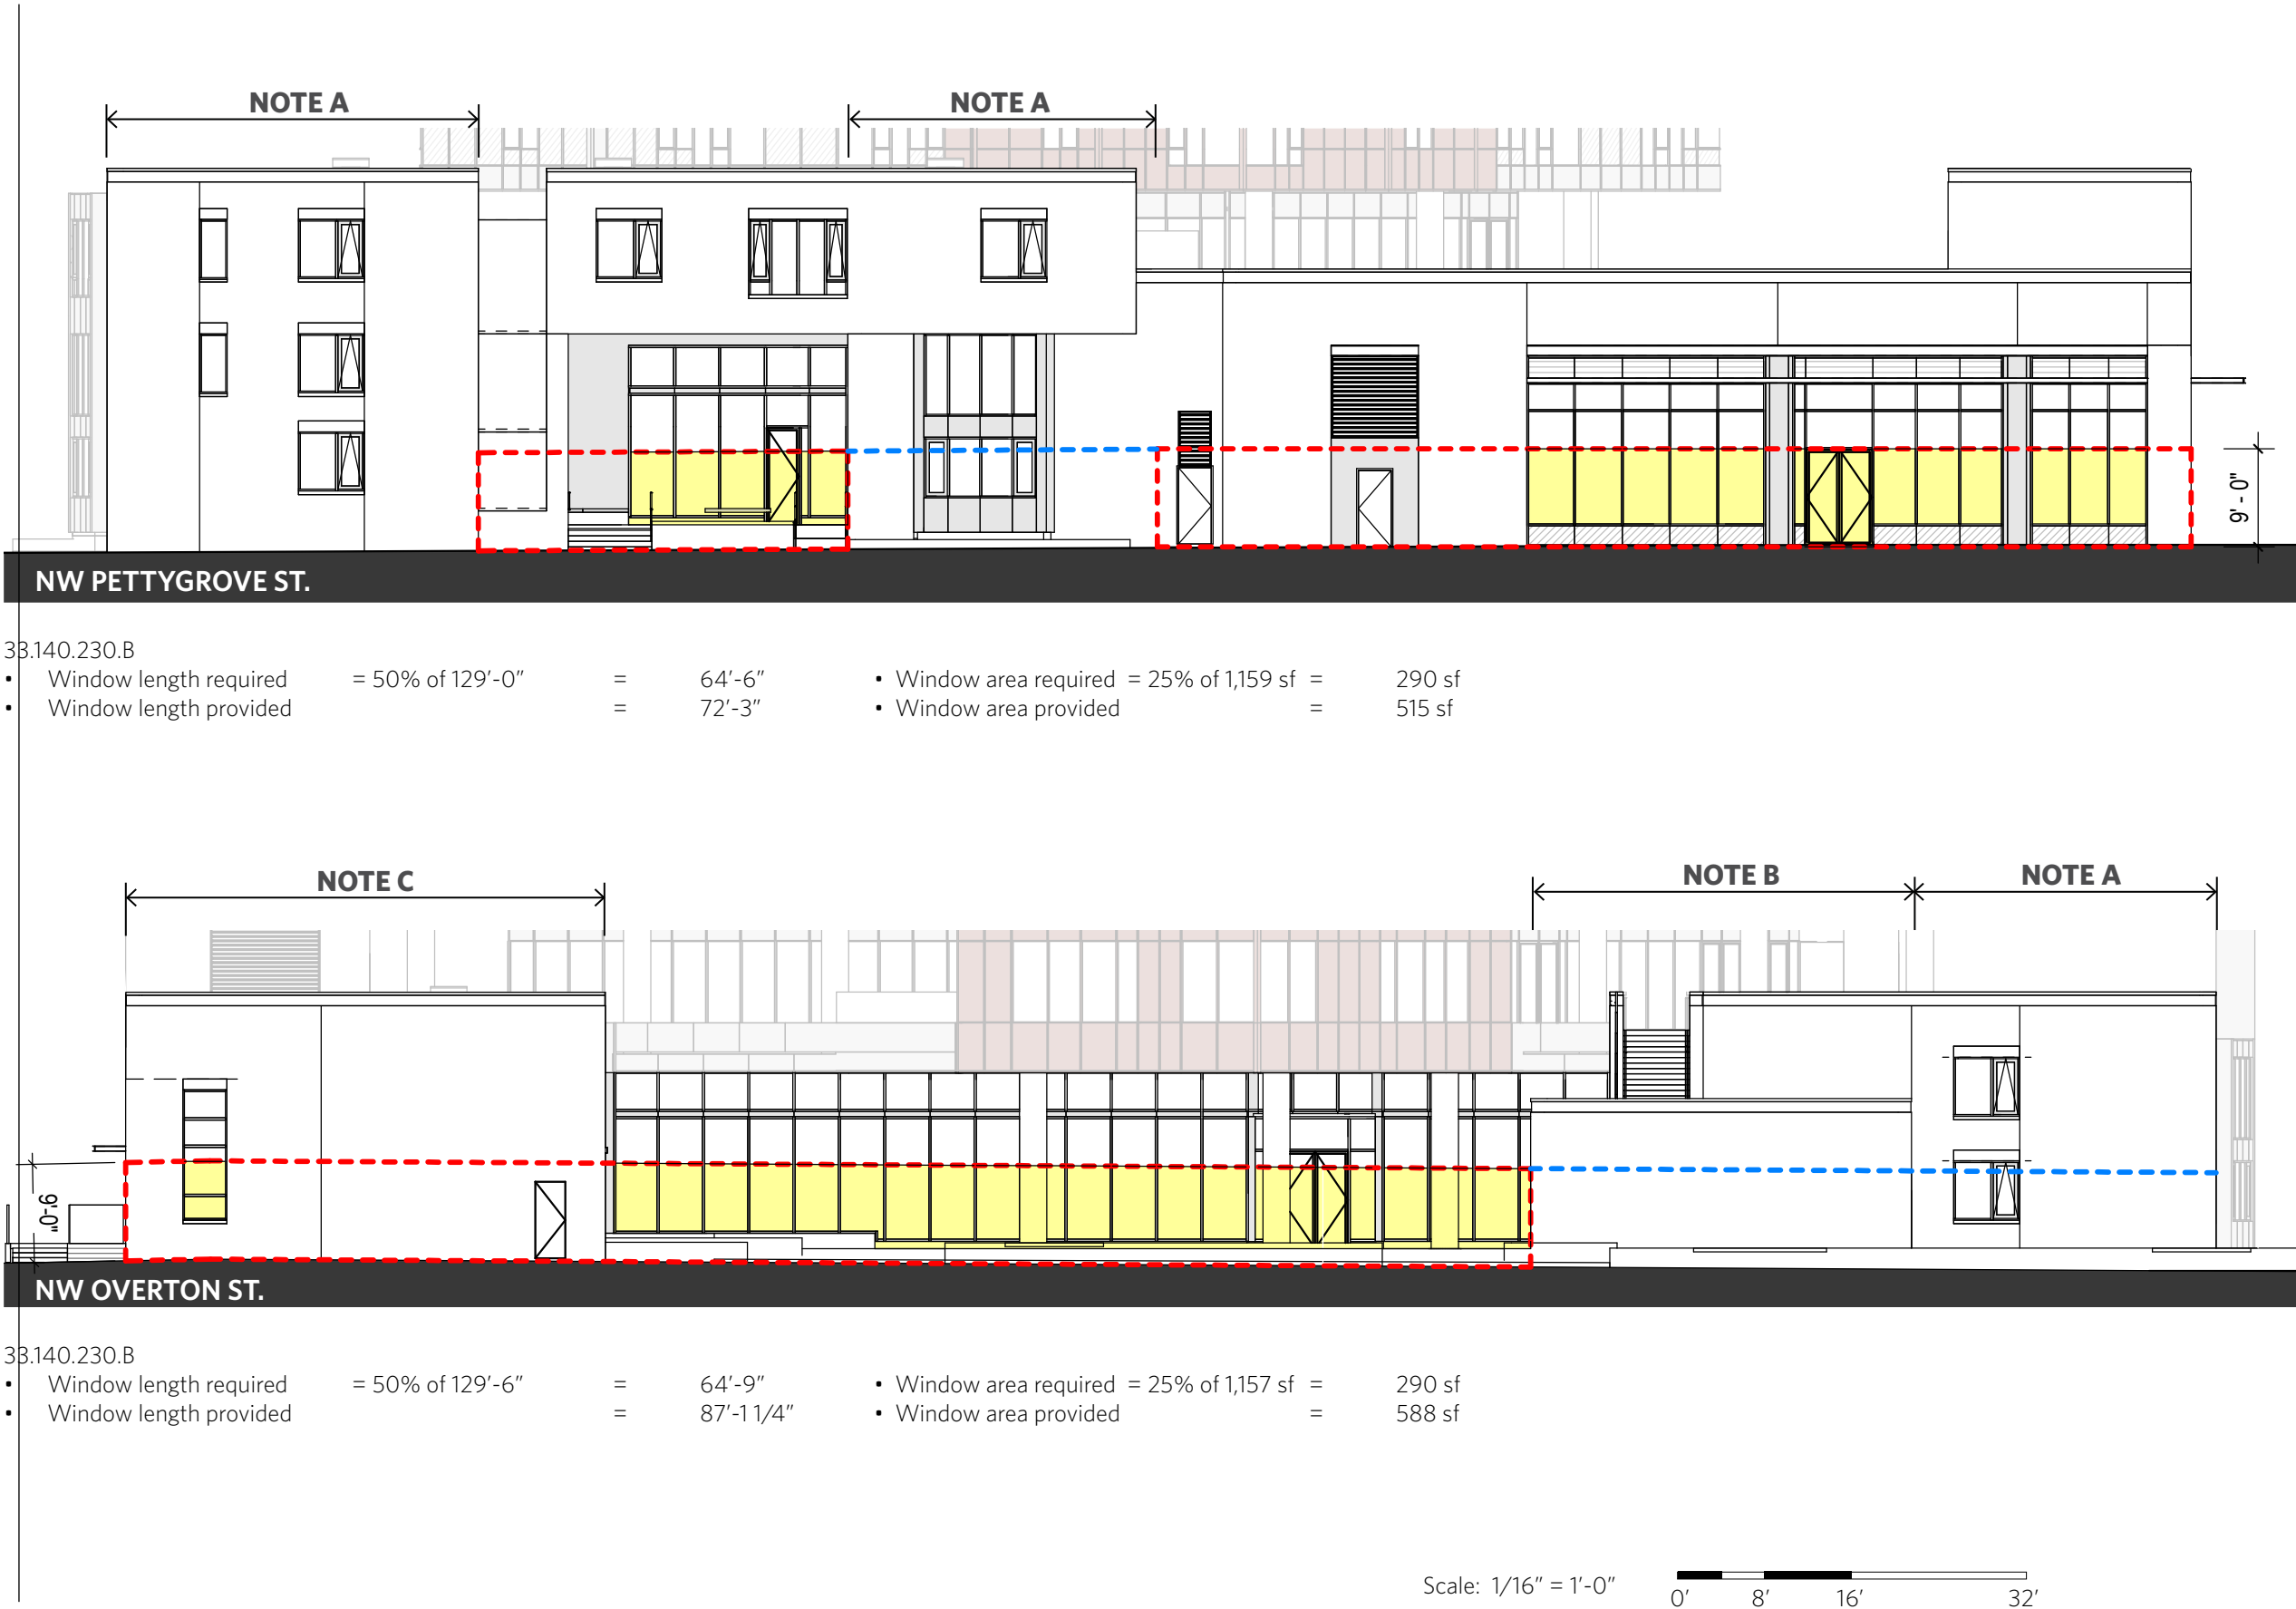 NOTE A NOTE A
9' - 0"
NW PETTYGROVE ST.
33.140.230.B
• Window length required = 50% of 129'-0" = 64'-6" • Window area required = 25% of 1,159 sf = 290 sf
• Window length provided = 72'-3" • Window area provided = 515 sf
NOTE C NOTE B NOTE A
9'-0"
NW OVERTON ST.
33.140.230.B
• Window length required = 50% of 129'-6" = 64'-9" • Window area required = 25% of 1,157 sf = 290 sf
• Window length provided = 87'-1 1/4" • Window area provided = 588 sf
Scale: 1/16" = 1'-0"
0' 8' 16' 32'